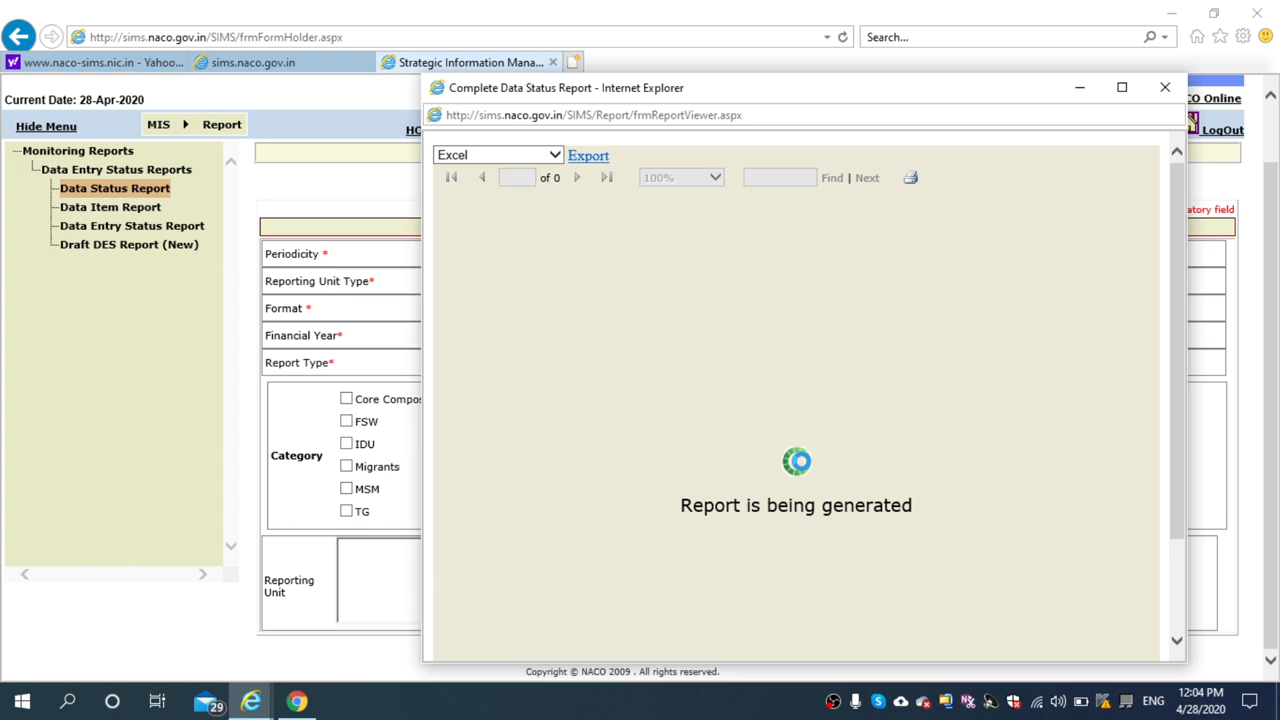 http://sims.naco.gov.in/SIMS/frmFormHolder.aspx
Search...
www.naco-sims.nic.in - Yahoo...
sims.naco.gov.in
Strategic Information Mana...
Complete Data Status Report - Internet Explorer
http://sims.naco.gov.in/SIMS/Report/frmReportViewer.aspx
Current Date: 28-Apr-2020
CO Online
Hide Menu
MIS
Report
HO
LogOut
Monitoring Reports
Data Entry Status Reports
Data Status Report
Data Item Report
Data Entry Status Report
Draft DES Report (New)
Excel
Export
of 0
100%
Find | Next
atory field
Periodicity *
Reporting Unit Type*
Format *
Financial Year*
Report Type*
Category
Core Compos
FSW
IDU
Migrants
MSM
TG
Reporting
Unit
Report is being generated
Copyright © NACO 2009 . All rights reserved.
29
ENG
12:04 PM
4/28/2020